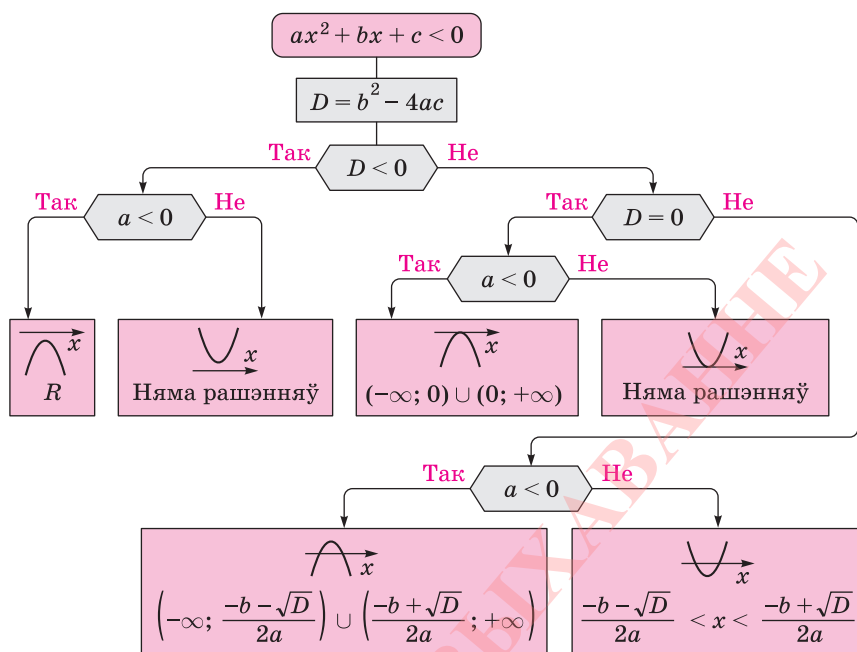 ax² + bx + c < 0
D = b² − 4ac
Так
D < 0
Не
Так
a < 0
Не
Так
D = 0
Не
Так
a < 0
Не
x
R
x
Няма рашэнняў
x
(−∞; 0) ∪ (0; +∞)
x
Няма рашэнняў
Так
a < 0
Не
x
(−∞; (−b − √D)/(2a)) ∪ ((−b + √D)/(2a); +∞)
x
(−b − √D)/(2a) < x < (−b + √D)/(2a)
ВЫХАВАННЕ